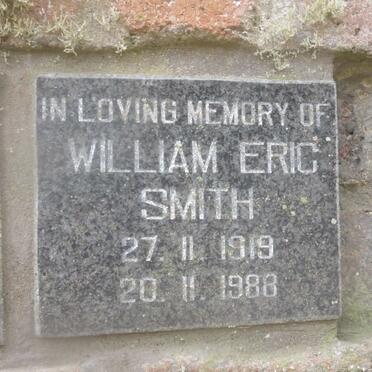 IN LOVING MEMORY OF
WILLIAM ERIC
SMITH
27. 11. 1919
20. 11. 1988